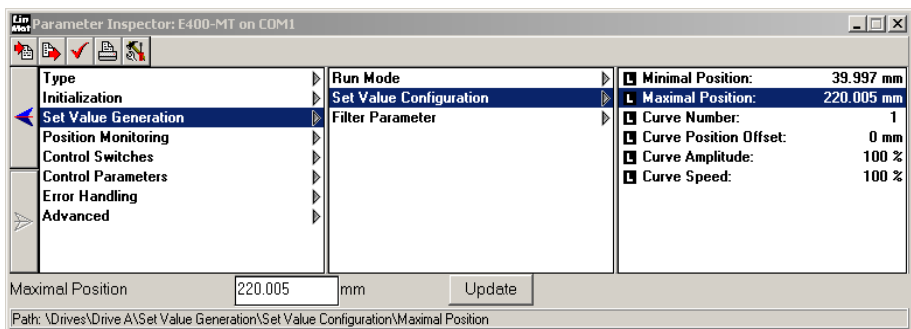 Lin Mot Parameter Inspector: E400-MT on COM1
Type
Initialization
Set Value Generation
Position Monitoring
Control Switches
Control Parameters
Error Handling
Advanced
Run Mode
Set Value Configuration
Filter Parameter
L Minimal Position: 39.997 mm
L Maximal Position: 220.005 mm
L Curve Number: 1
L Curve Position Offset: 0 mm
L Curve Amplitude: 100 %
L Curve Speed: 100 %
Maximal Position 220.005 mm Update
Path: \Drives\Drive A\Set Value Generation\Set Value Configuration\Maximal Position